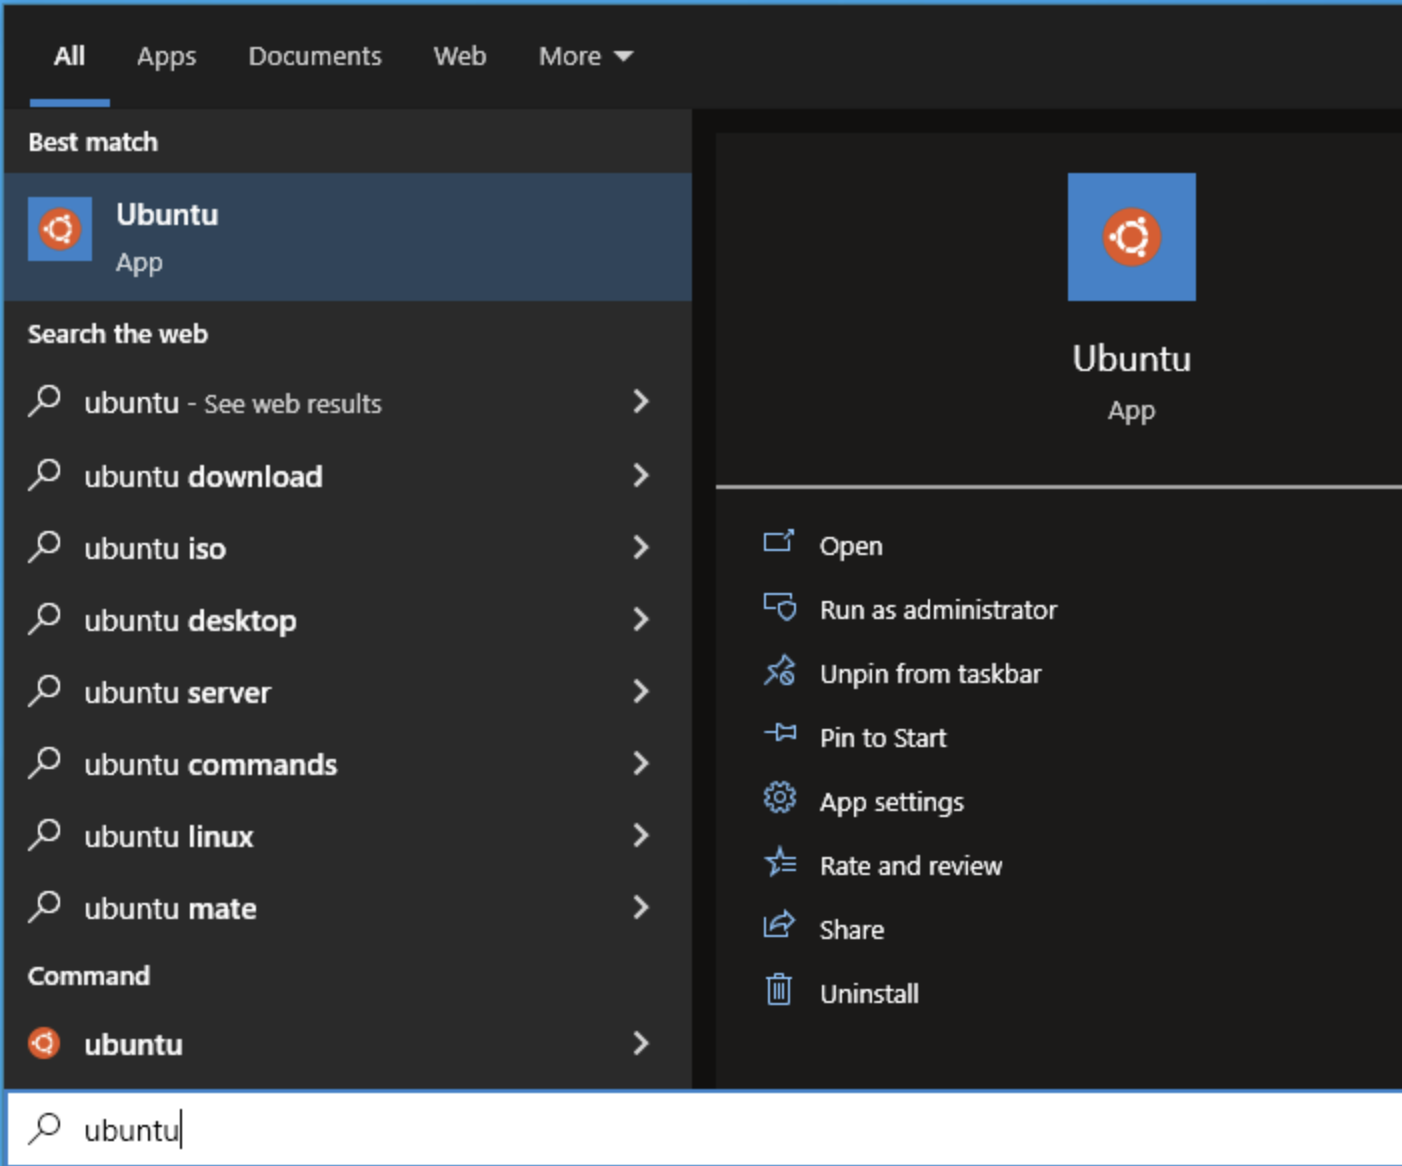 All Apps Documents Web More
Best match
Ubuntu
App
Search the web
ubuntu - See web results
ubuntu download
ubuntu iso
ubuntu desktop
ubuntu server
ubuntu commands
ubuntu linux
ubuntu mate
Command
ubuntu
ubuntu
Ubuntu
App
Open
Run as administrator
Unpin from taskbar
Pin to Start
App settings
Rate and review
Share
Uninstall